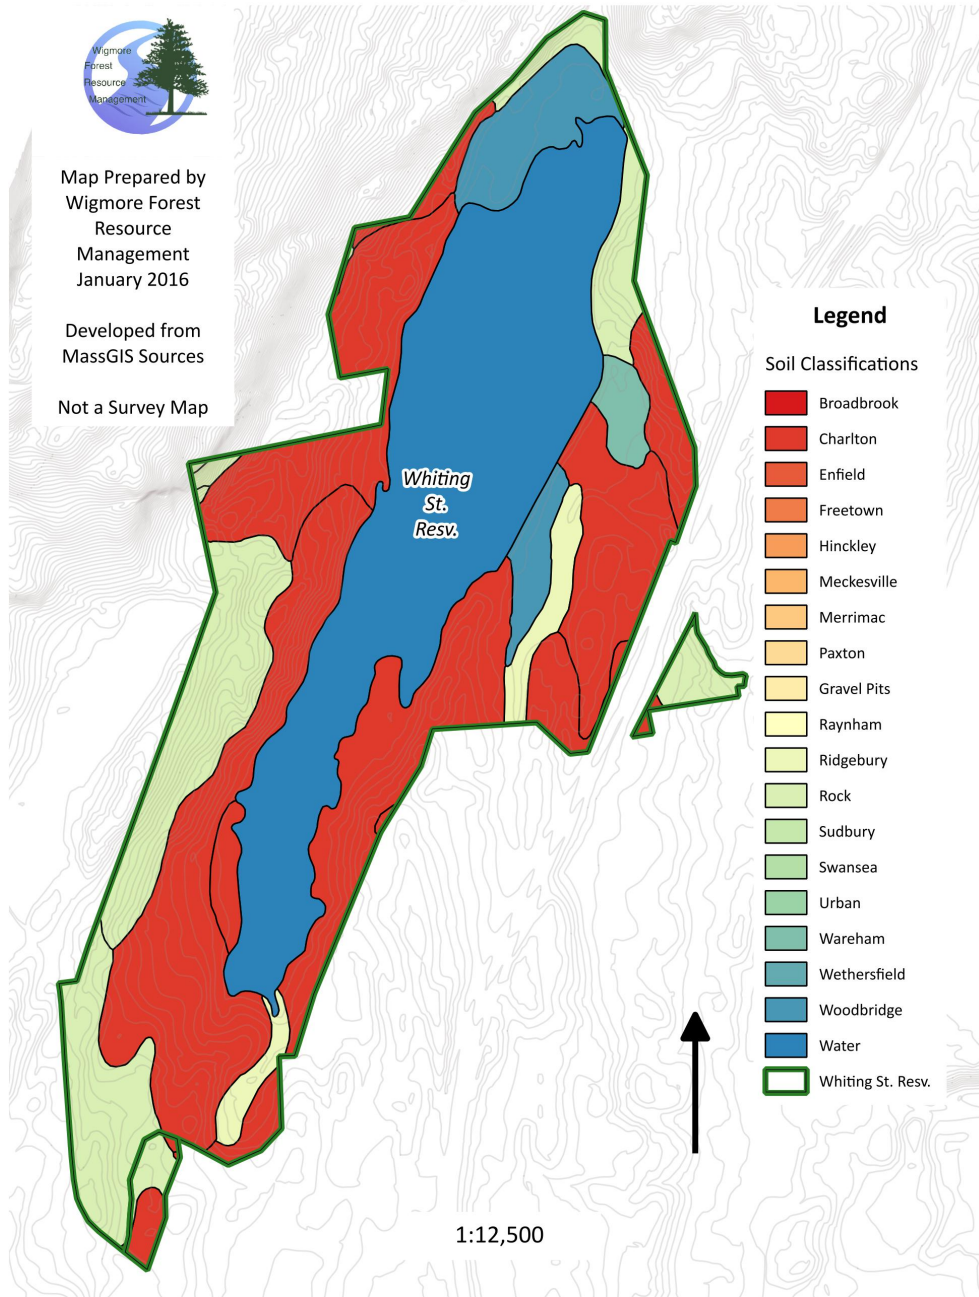 Wigmore
Forest
Resource
Management
Map Prepared by
Wigmore Forest
Resource
Management
January 2016
Developed from
MassGIS Sources
Not a Survey Map
Whiting
St.
Resv.
Legend
Soil Classifications
Broadbrook
Charlton
Enfield
Freetown
Hinckley
Meckesville
Merrimac
Paxton
Gravel Pits
Raynham
Ridgebury
Rock
Sudbury
Swansea
Urban
Wareham
Wethersfield
Woodbridge
Water
Whiting St. Resv.
1:12,500